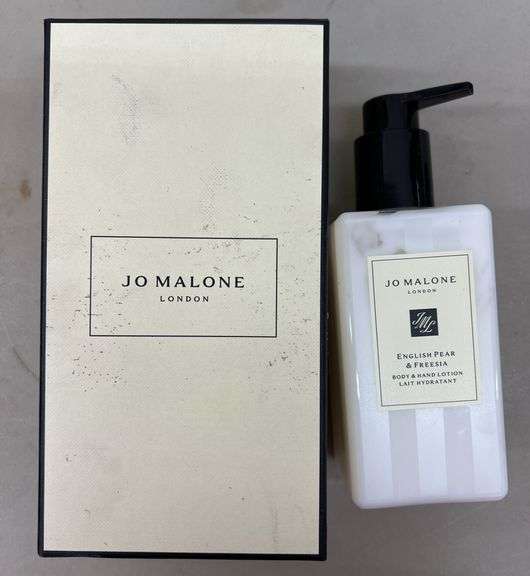 JO MALONE
LONDON
JO MALONE
LONDON
JML
ENGLISH PEAR
& FREESIA
BODY & HAND LOTION
LAIT HYDRATANT